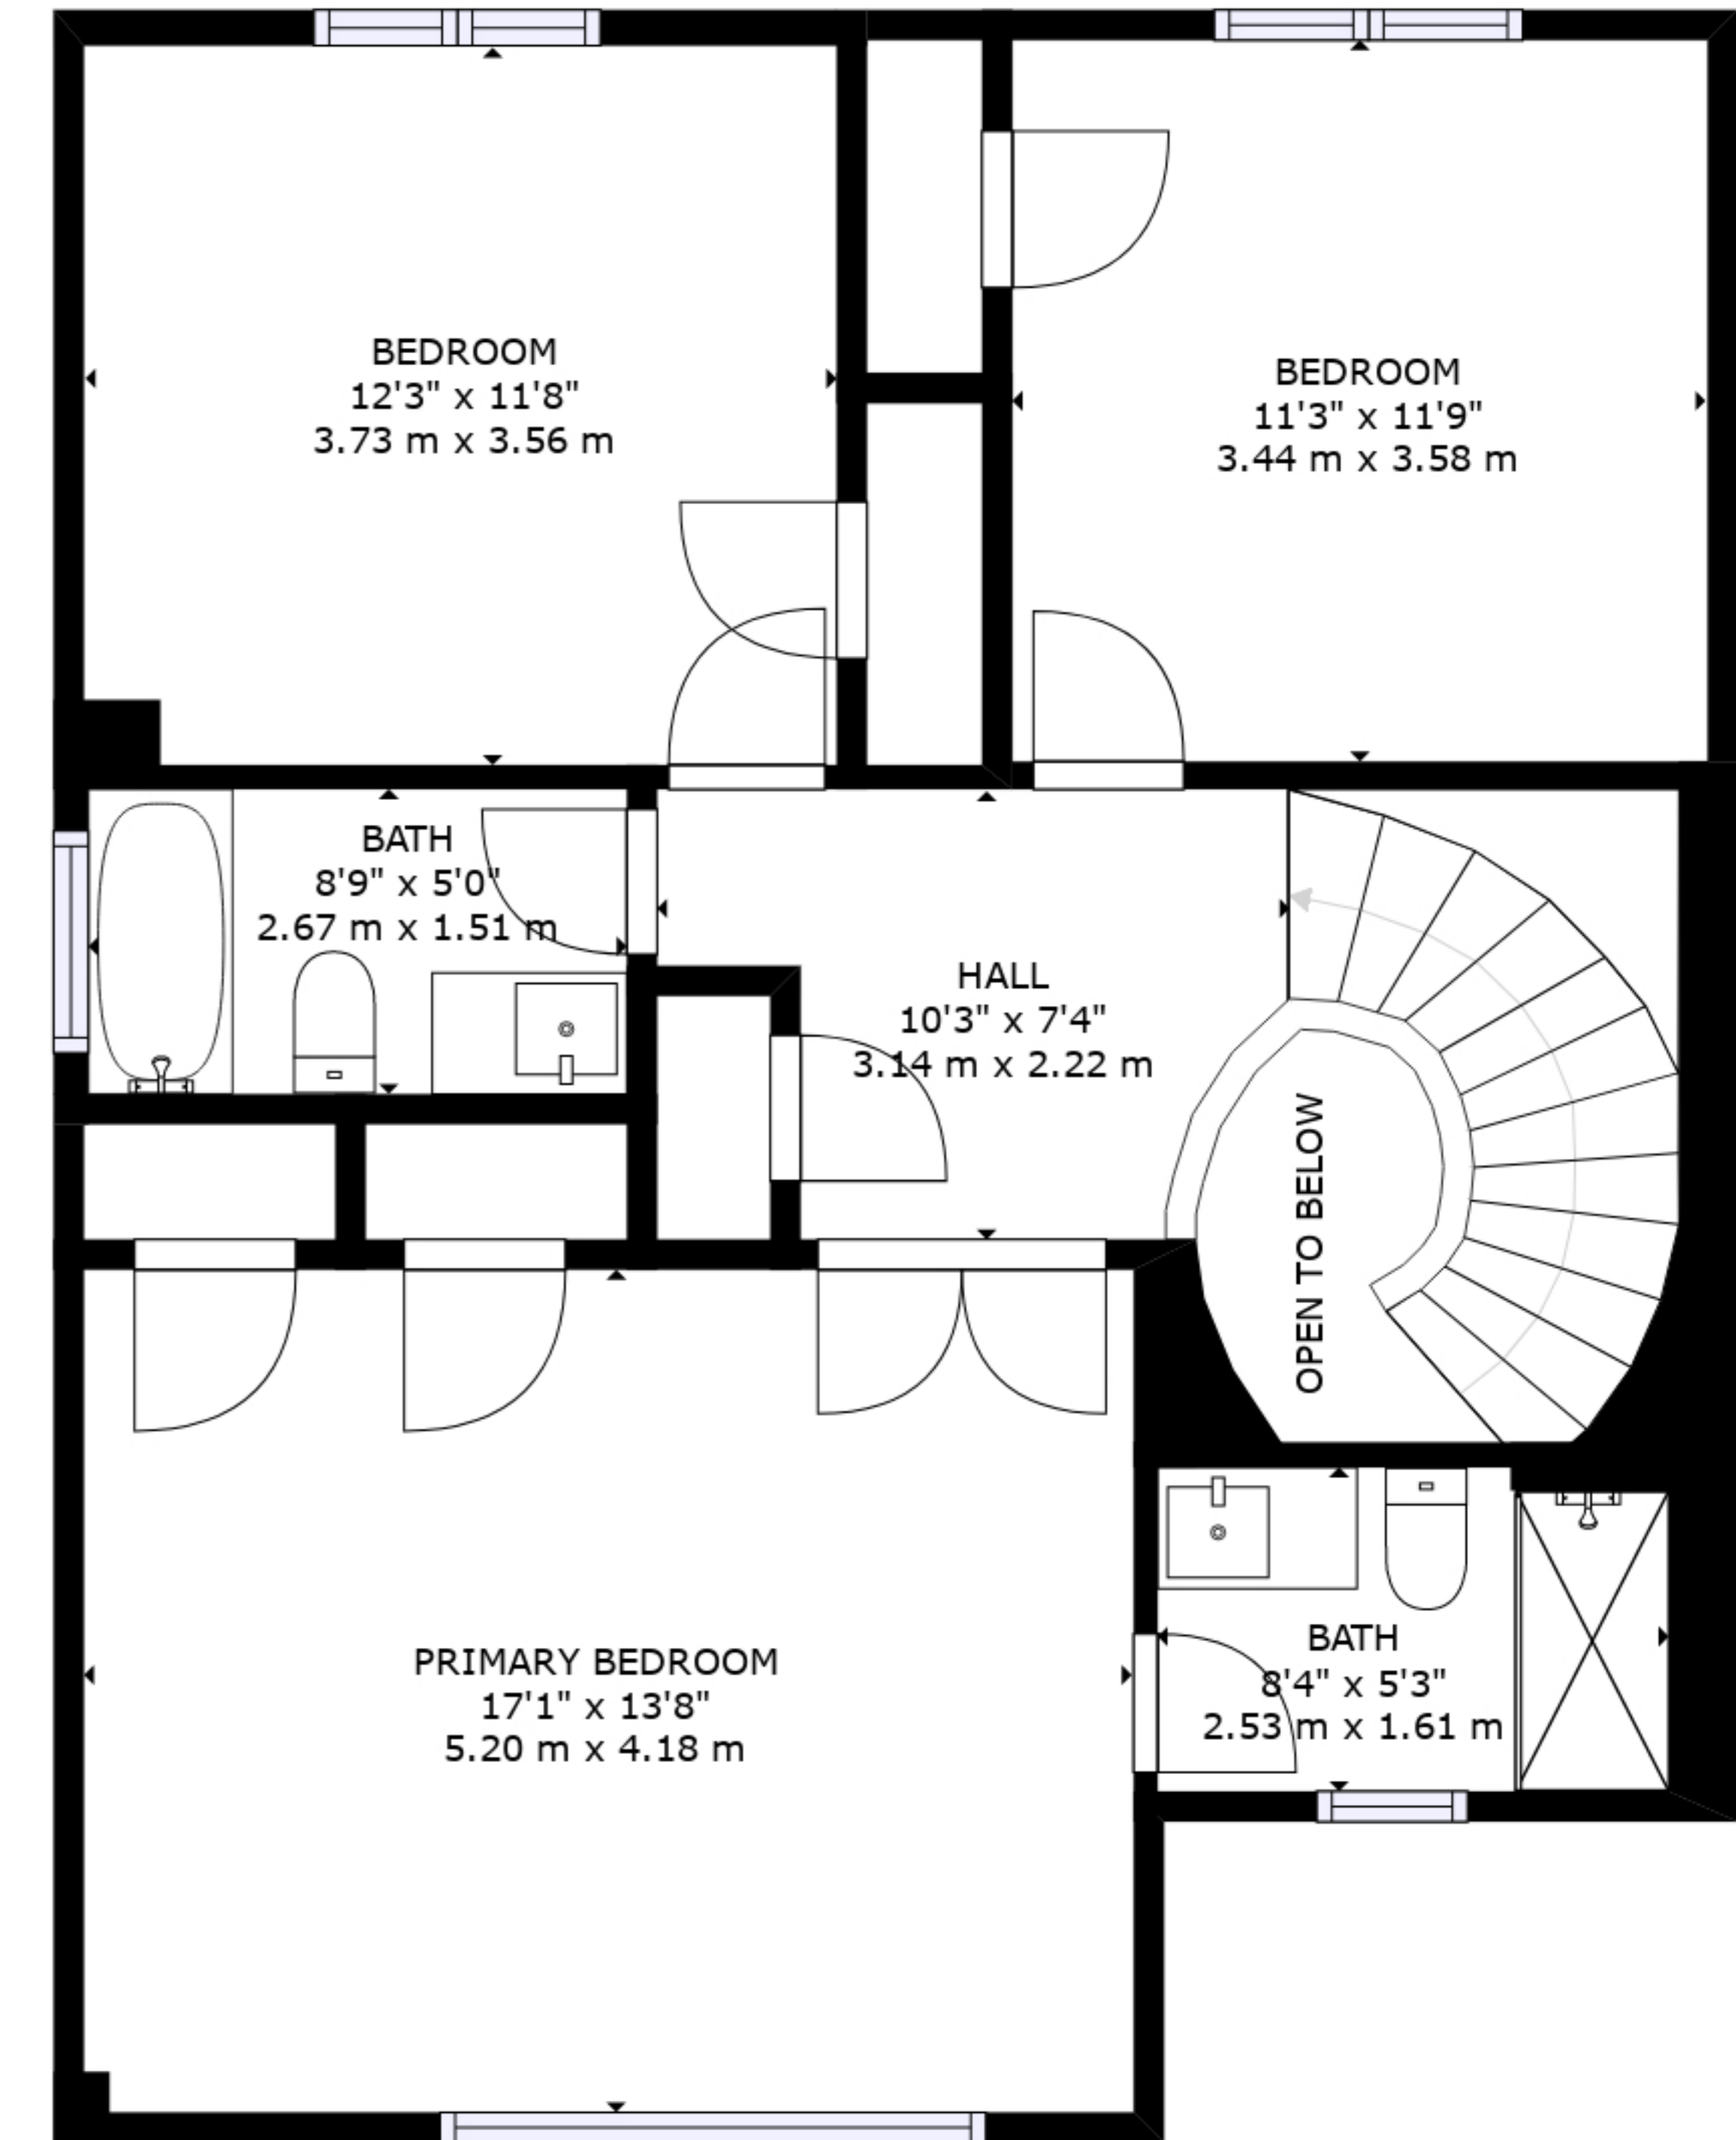 BEDROOM
12'3" x 11'8"
3.73 m x 3.56 m
BEDROOM
11'3" x 11'9"
3.44 m x 3.58 m
BATH
8'9" x 5'0"
2.67 m x 1.51 m
HALL
10'3" x 7'4"
3.14 m x 2.22 m
OPEN TO BELOW
PRIMARY BEDROOM
17'1" x 13'8"
5.20 m x 4.18 m
BATH
8'4" x 5'3"
2.53 m x 1.61 m